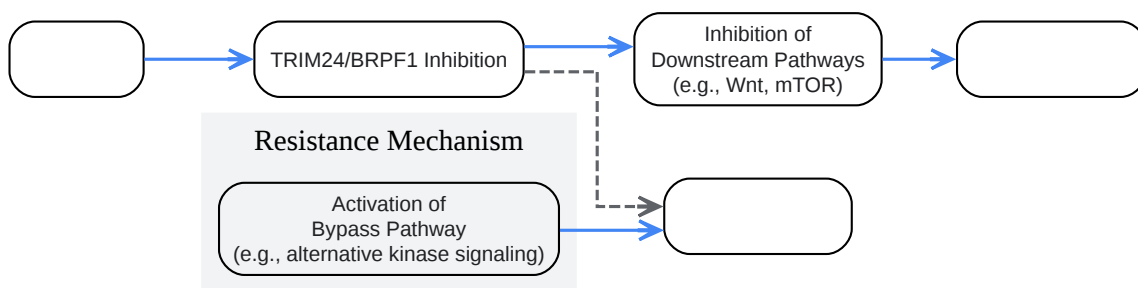 TRIM24/BRPF1 Inhibition
Inhibition of
Downstream Pathways
(e.g., Wnt, mTOR)
Resistance Mechanism
Activation of
Bypass Pathway
(e.g., alternative kinase signaling)